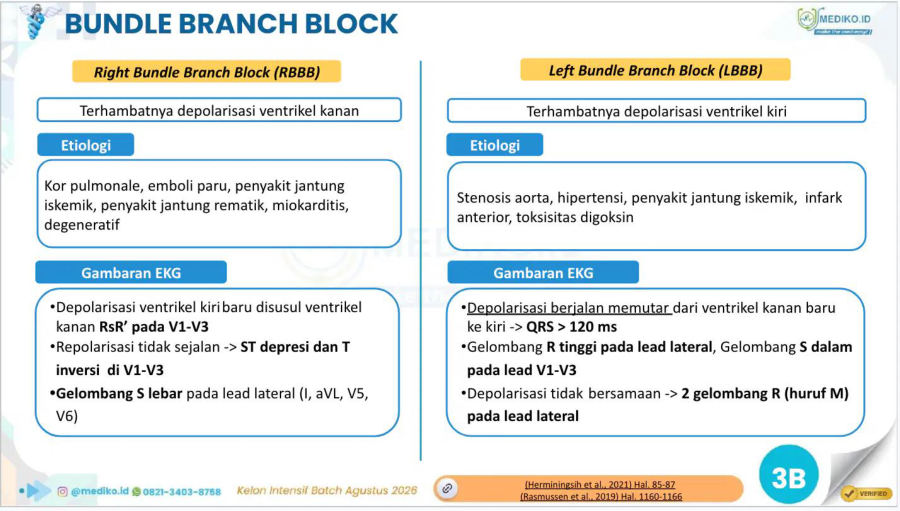 BUNDLE BRANCH BLOCK
MEDIKO.ID
Right Bundle Branch Block (RBBB)
Terhambatnya depolarisasi ventrikel kanan
Etiologi
Kor pulmonale, emboli paru, penyakit jantung
iskemik, penyakit jantung rematik, miokarditis,
degeneratif
Gambaran EKG
•Depolarisasi ventrikel kiri baru disusul ventrikel
kanan RsR’ pada V1-V3
•Repolarisasi tidak sejalan -> ST depresi dan T
inversi di V1-V3
•Gelombang S lebar pada lead lateral (I, aVL, V5,
V6)
Left Bundle Branch Block (LBBB)
Terhambatnya depolarisasi ventrikel kiri
Etiologi
Stenosis aorta, hipertensi, penyakit jantung iskemik, infark
anterior, toksisitas digoksin
Gambaran EKG
•Depolarisasi berjalan memutar dari ventrikel kanan baru
ke kiri -> QRS > 120 ms
•Gelombang R tinggi pada lead lateral, Gelombang S dalam
pada lead V1-V3
•Depolarisasi tidak bersamaan -> 2 gelombang R (huruf M)
pada lead lateral
@mediko.id 0821-3403-8758
Kelon Intensif Batch Agustus 2026
(Herminingsih et al., 2021) Hal. 85-87
(Rasmussen et al., 2019) Hal. 1160-1166
3B
VERIFIED